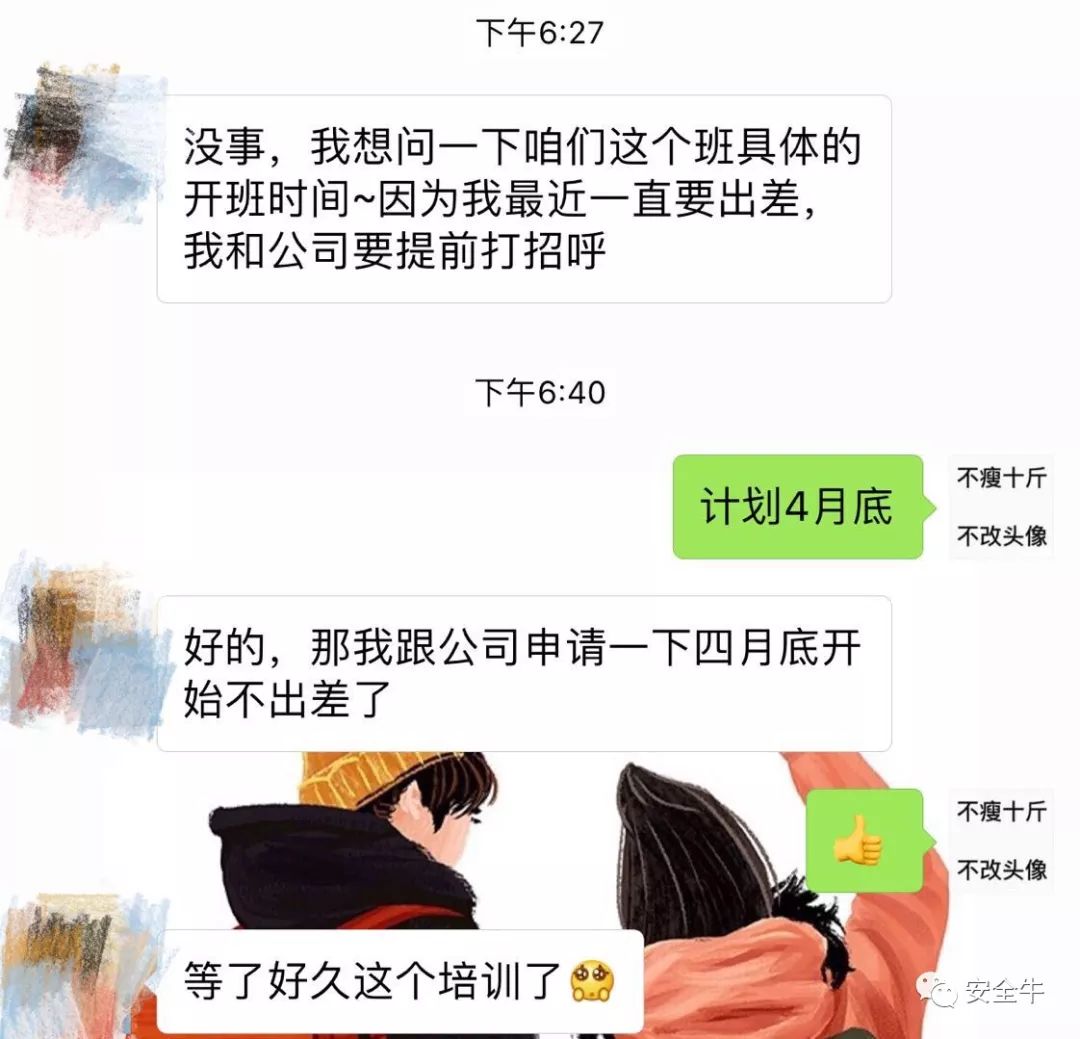 下午6:27
没事，我想问一下咱们这个班具体的
开班时间~因为我最近一直要出差，
我和公司要提前打招呼
下午6:40
计划4月底
不瘦十斤
不改头像
好的，那我跟公司申请一下四月底开
始不出差了
👍
不瘦十斤
不改头像
等了好久这个培训了🥺
安全牛